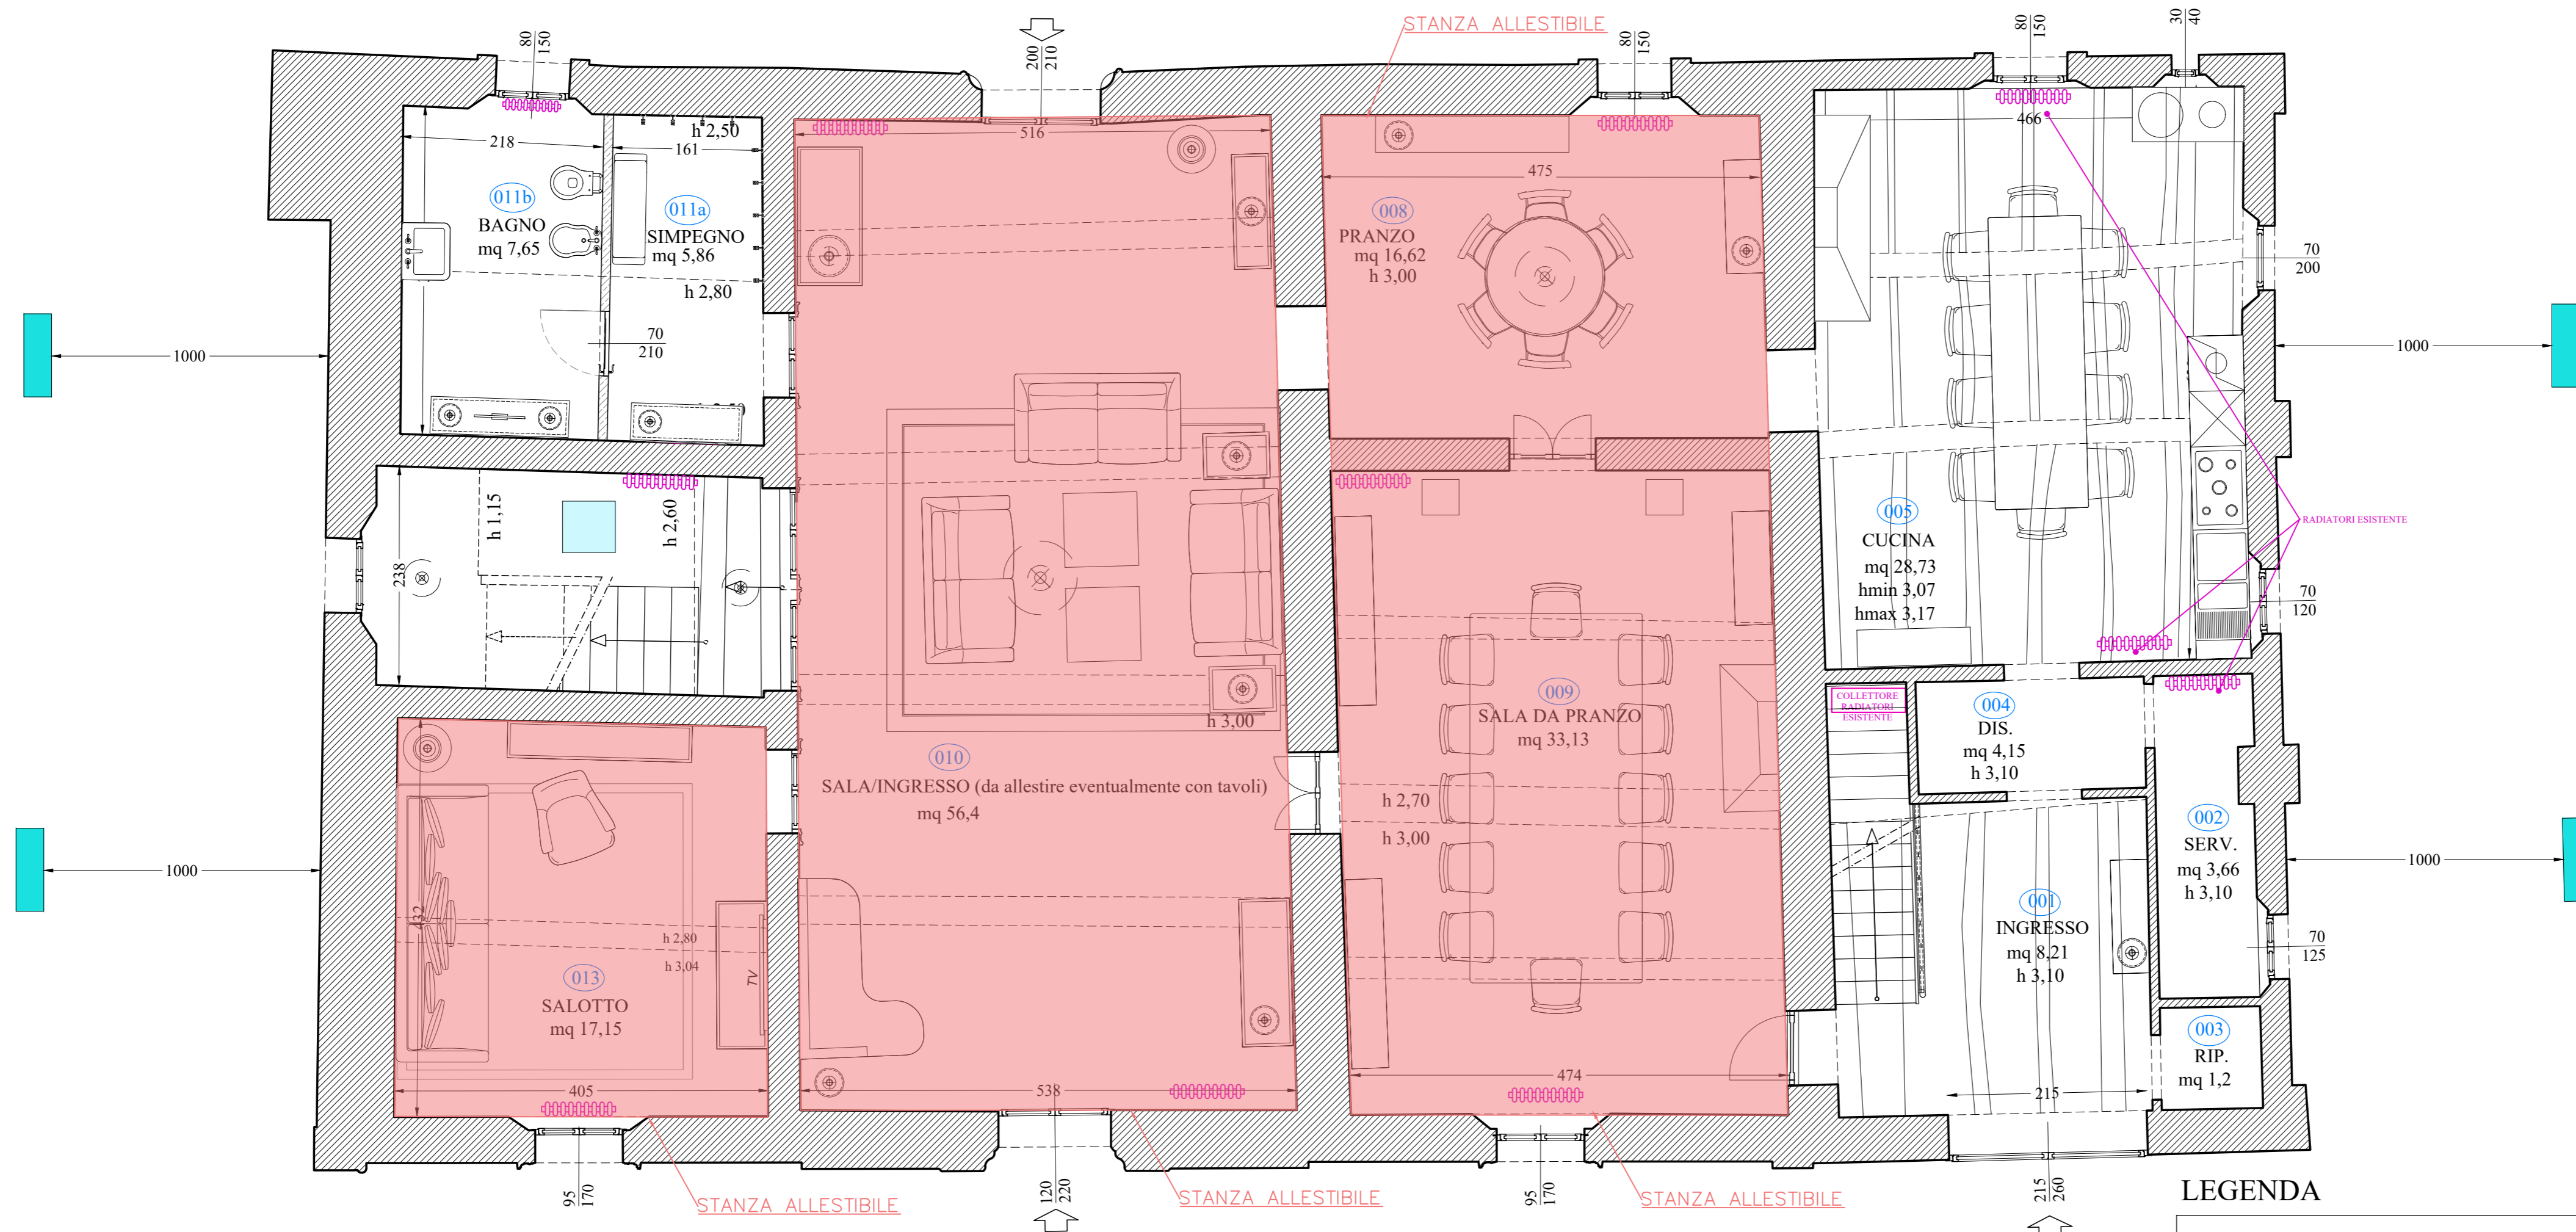 STANZA ALLESTIBILE
80
150
200
210
80
150
80
150
30
40
h 2,50
516
466
218
161
475
011b
BAGNO
mq 7,65
011a
SIMPEGNO
mq 5,86
008
PRANZO
mq 16,62
h 3,00
h 2,80
70
200
70
210
1000
1000
h 1,15
h 2,60
238
005
CUCINA
mq 28,73
hmin 3,07
hmax 3,17
RADIATORI ESISTENTE
70
120
009
SALA DA PRANZO
mq 33,13
COLLETTORE
RADIATORI
ESISTENTE
004
DIS.
mq 4,15
h 3,10
h 3,00
010
SALA/INGRESSO (da allestire eventualmente con tavoli)
mq 56,4
h 2,70
h 3,00
002
SERV.
mq 3,66
h 3,10
1000
1000
432
h 2,80
h 3,04
TV
013
SALOTTO
mq 17,15
001
INGRESSO
mq 8,21
h 3,10
70
125
003
RIP.
mq 1,2
405
538
474
215
95
170
120
220
95
170
215
260
STANZA ALLESTIBILE
STANZA ALLESTIBILE
STANZA ALLESTIBILE
LEGENDA